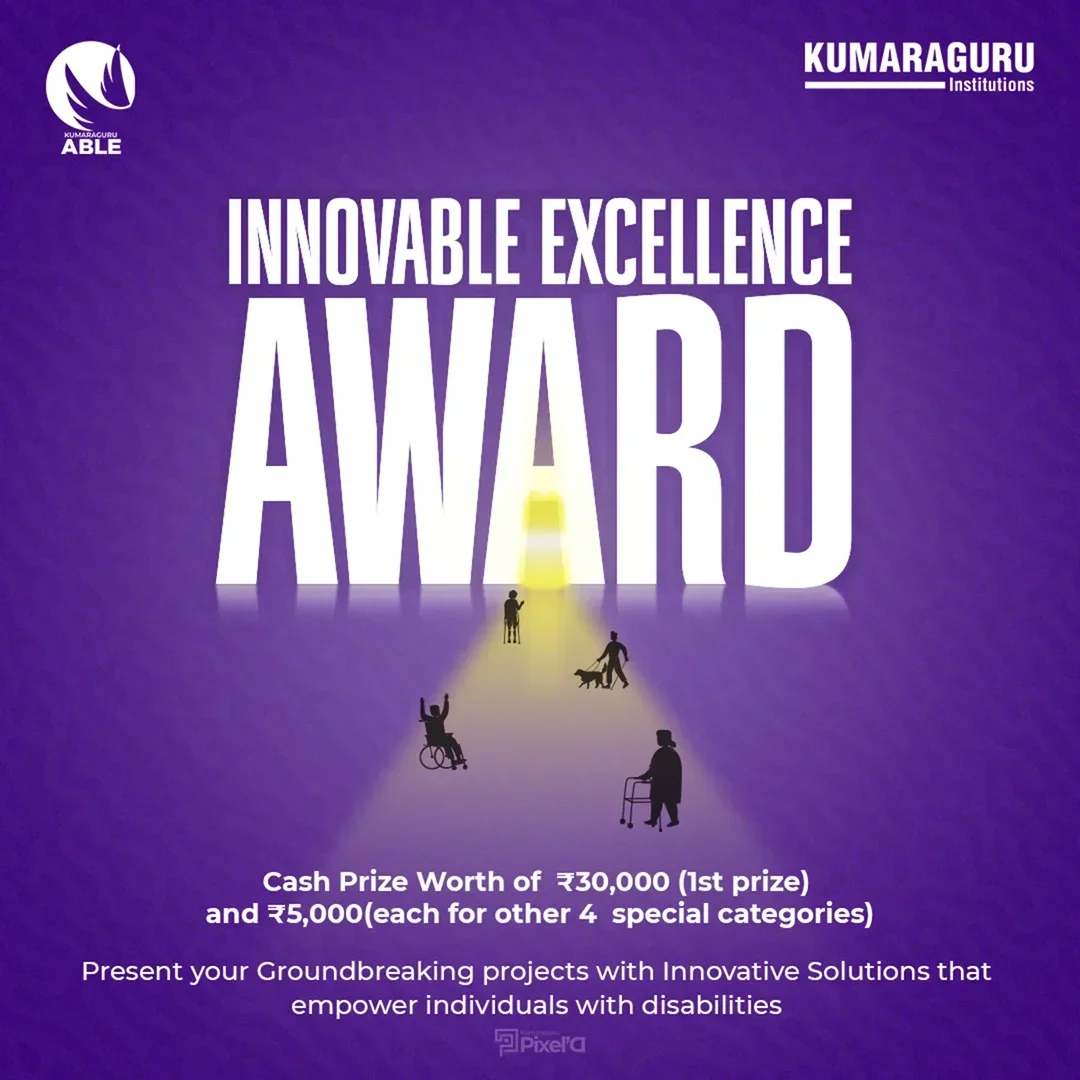 KUMARAGURU
ABLE
KUMARAGURU
Institutions
INNOVABLE EXCELLENCE
AWARD
Cash Prize Worth of ₹30,000 (1st prize)
and ₹5,000(each for other 4 special categories)
Present your Groundbreaking projects with Innovative Solutions that
empower individuals with disabilities
Kumaraguru
Pixel'a